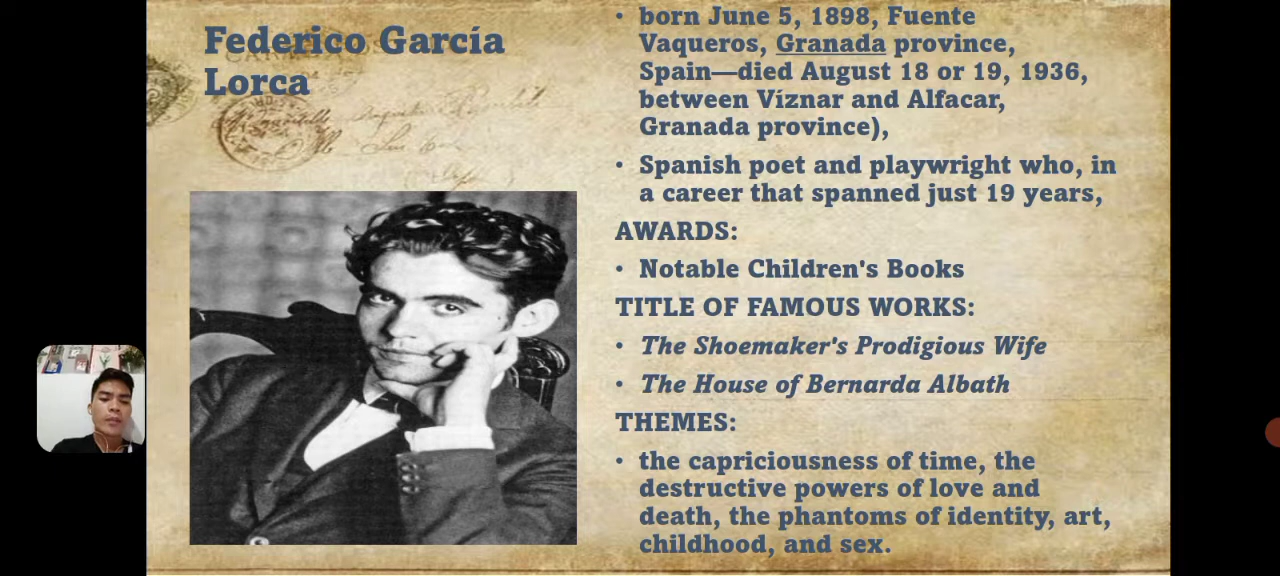 Federico García
Lorca
• born June 5, 1898, Fuente
Vaqueros, Granada province,
Spain—died August 18 or 19, 1936,
between Víznar and Alfacar,
Granada province),
• Spanish poet and playwright who, in
a career that spanned just 19 years,
AWARDS:
• Notable Children's Books
TITLE OF FAMOUS WORKS:
• The Shoemaker's Prodigious Wife
• The House of Bernarda Albath
THEMES:
• the capriciousness of time, the
destructive powers of love and
death, the phantoms of identity, art,
childhood, and sex.